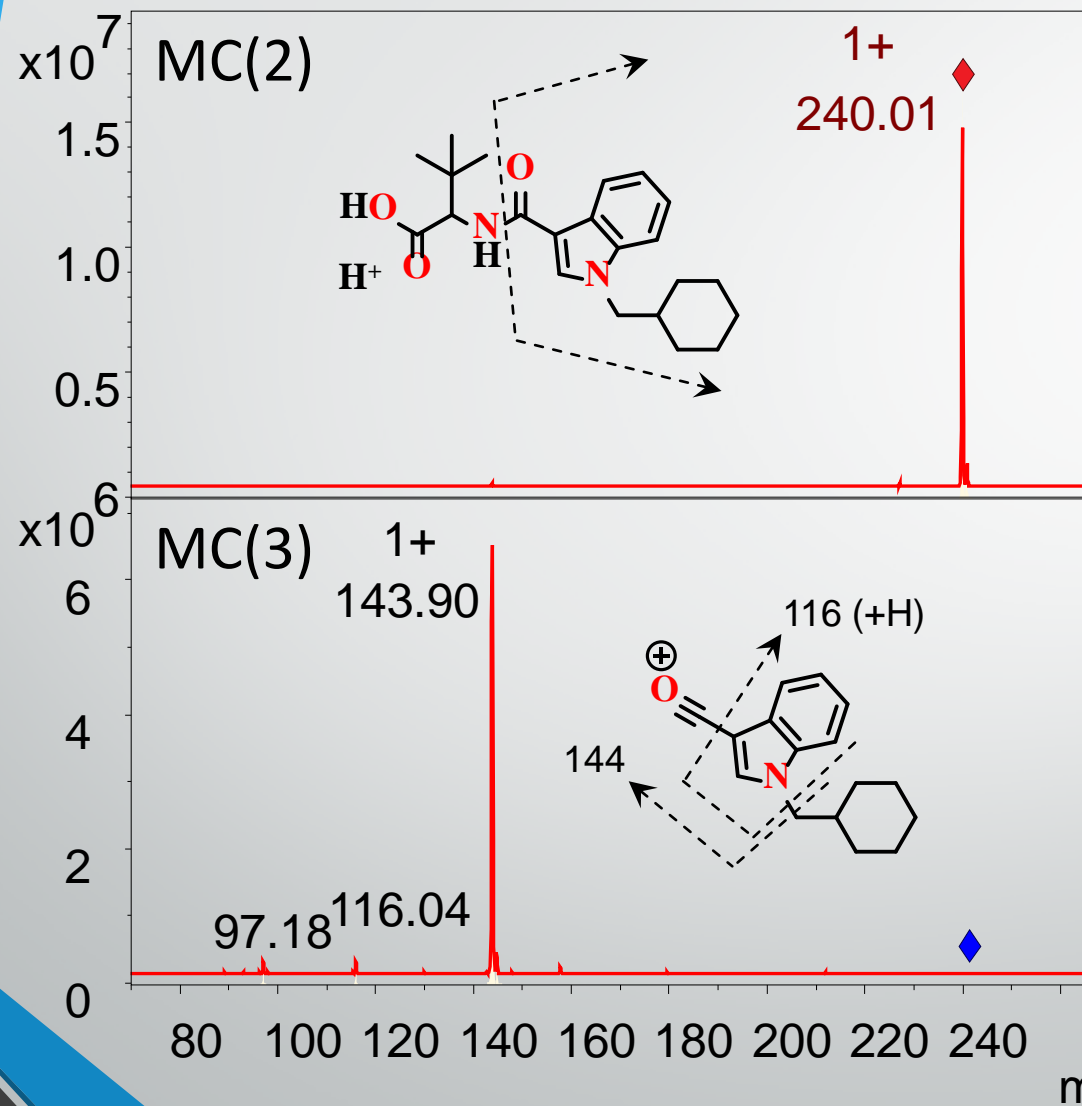 x10⁷
MC(2)
1+
240.01
1.5
1.0
0.5
HO
O
N
H
O
H⁺
N
x10⁶
MC(3)
1+
143.90
6
4
2
0
116 (+H)
+
O
144
N
97.18
116.04
80 100 120 140 160 180 200 220 240
m